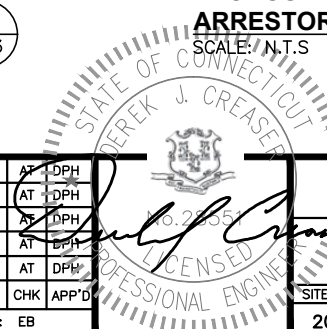 ARRESTOR
SCALE: N.T.S
STATE OF CONNECTICUT
DEREK J. CREASER
No.28551
LICENSED
PROFESSIONAL ENGINEER
AT DPH
AT DPH
AT DPH
AT DPH
AT DPH
CHK APP'D
EB
SITE
20